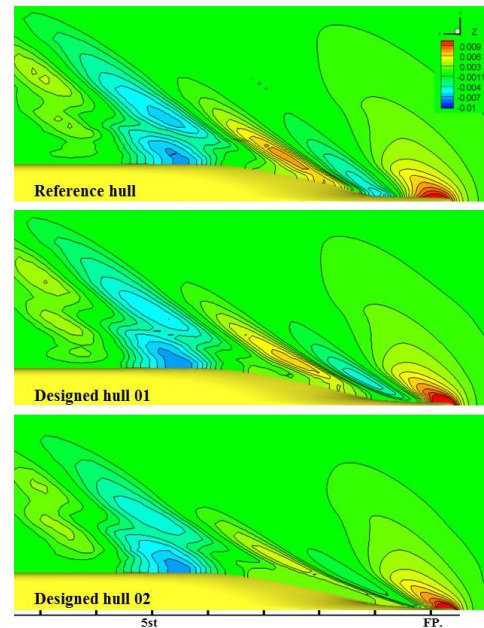 Z
0.009
0.006
0.003
-0.0011
-0.004
-0.007
-0.01
Reference hull
Designed hull 01
Designed hull 02
5st FP.